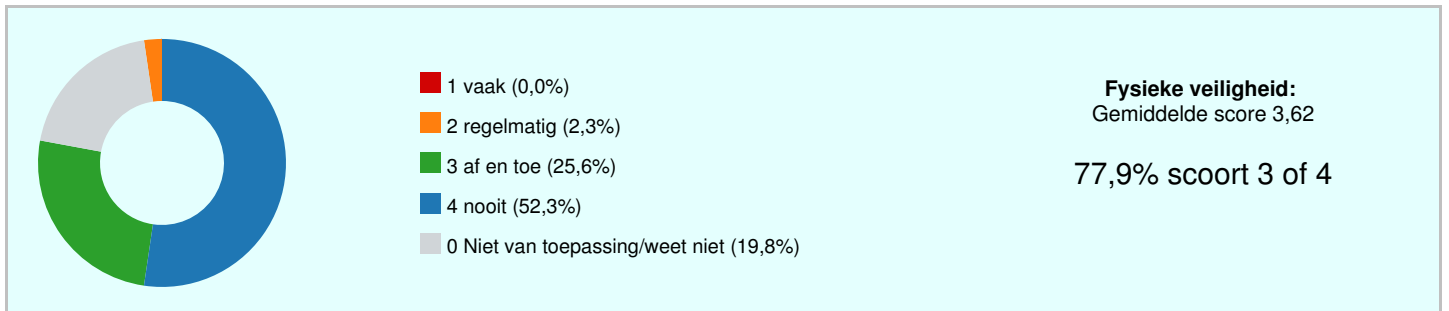 1 vaak (0,0%)
2 regelmatig (2,3%)
3 af en toe (25,6%)
4 nooit (52,3%)
0 Niet van toepassing/weet niet (19,8%)
Fysieke veiligheid:
Gemiddelde score 3,62
77,9% scoort 3 of 4